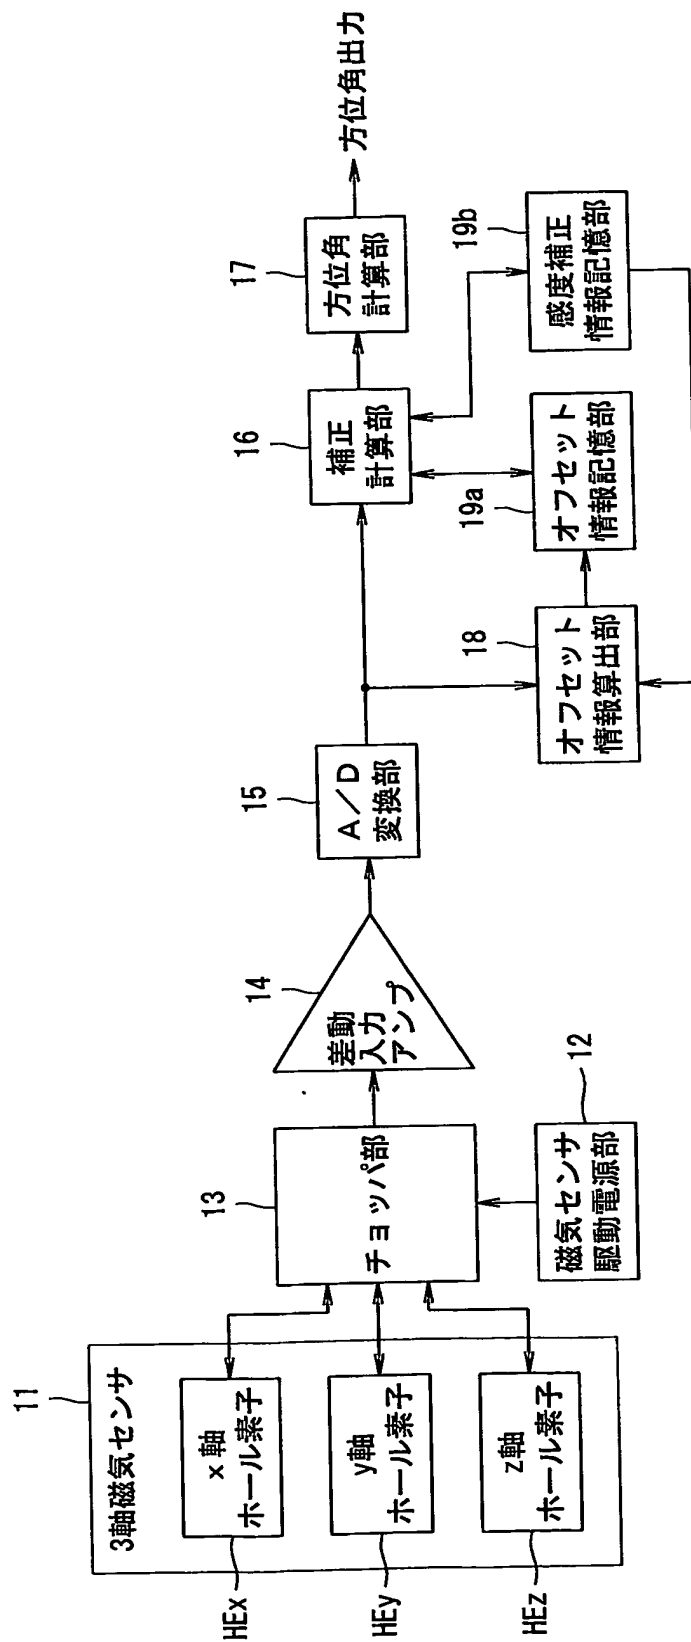 11
3軸磁気センサ
HEx
x軸
ホール素子
HEy
y軸
ホール素子
HEz
z軸
ホール素子
13
チョッパ部
12
磁気センサ
駆動電源部
14
差動
入力
アンプ
15
A/D
変換部
16
補正
計算部
17
方位角
計算部
方位角出力
18
オフセット
情報算出部
19a
オフセット
情報記憶部
19b
感度補正
情報記憶部